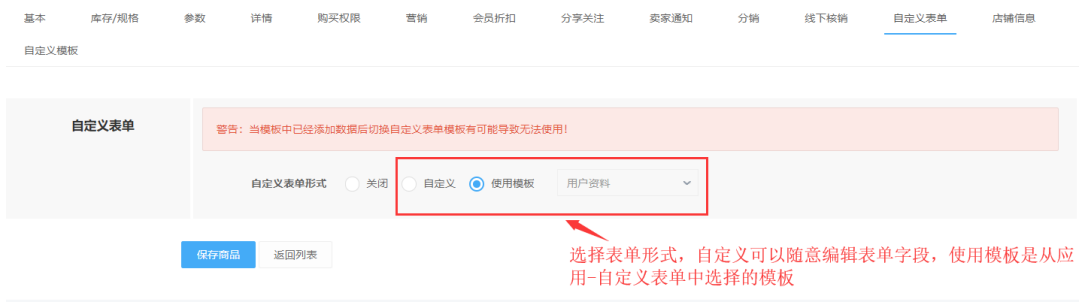 基本 库存/规格 参数 详情 购买权限 营销 会员折扣 分享关注 卖家通知 分销 线下核销 自定义表单 店铺信息
自定义模板
自定义表单
警告：当模板中已经添加数据后切换自定义表单模板有可能导致无法使用！
自定义表单形式 关闭 自定义 使用模板 用户资料
保存商品 返回列表
选择表单形式，自定义可以随意编辑表单字段，使用模板是从应
用-自定义表单中选择的模板